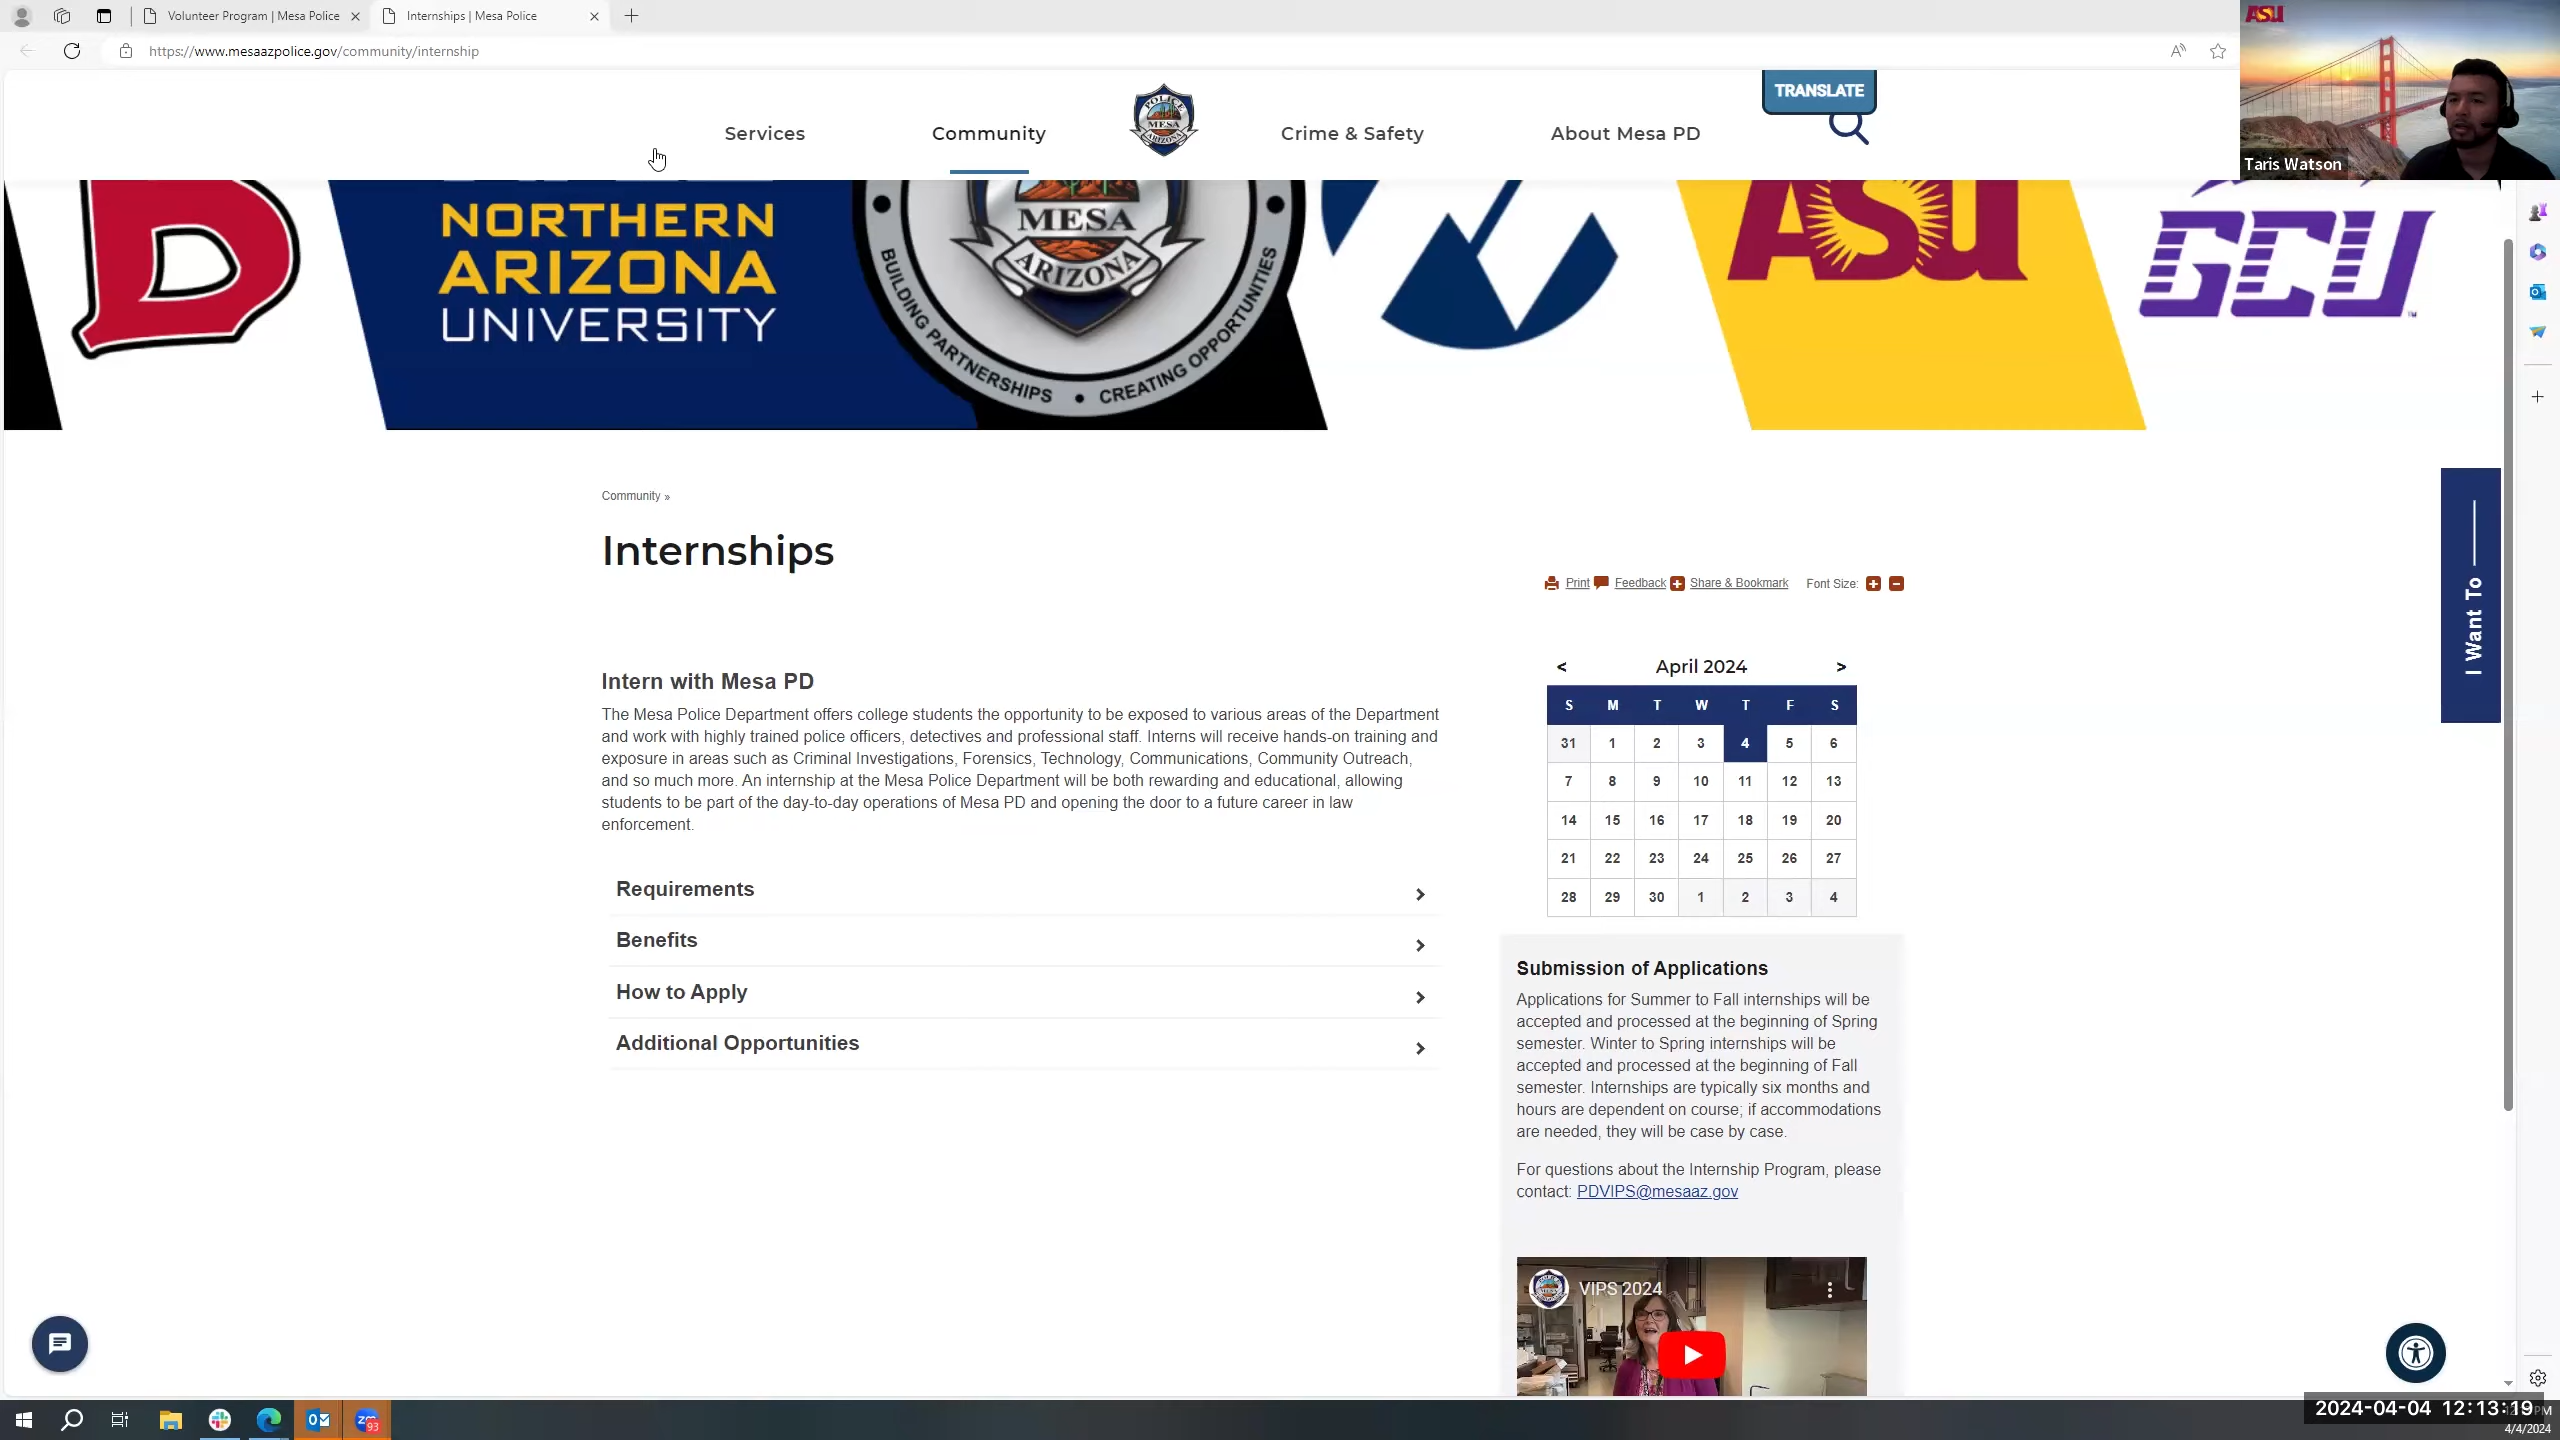 Volunteer Program | Mesa Police
Internships | Mesa Police
https://www.mesaazpolice.gov/community/internship
ASU
Taris Watson
Services
Community
POLICE
MESA
ARIZONA
Crime & Safety
About Mesa PD
TRANSLATE
NORTHERN
ARIZONA
UNIVERSITY
MESA
ARIZONA
BUILDING PARTNERSHIPS • CREATING OPPORTUNITIES
ASU
GCU
Community »
Internships
Print Feedback Share & Bookmark Font Size:
I Want To
Intern with Mesa PD
The Mesa Police Department offers college students the opportunity to be exposed to various areas of the Department
and work with highly trained police officers, detectives and professional staff. Interns will receive hands-on training and
exposure in areas such as Criminal Investigations, Forensics, Technology, Communications, Community Outreach,
and so much more. An internship at the Mesa Police Department will be both rewarding and educational, allowing
students to be part of the day-to-day operations of Mesa PD and opening the door to a future career in law
enforcement.
Requirements
Benefits
How to Apply
Additional Opportunities
< April 2024 >
S M T W T F S
31 1 2 3 4 5 6
7 8 9 10 11 12 13
14 15 16 17 18 19 20
21 22 23 24 25 26 27
28 29 30 1 2 3 4
Submission of Applications
Applications for Summer to Fall internships will be
accepted and processed at the beginning of Spring
semester. Winter to Spring internships will be
accepted and processed at the beginning of Fall
semester. Internships are typically six months and
hours are dependent on course; if accommodations
are needed, they will be case by case.
For questions about the Internship Program, please
contact: PDVIPS@mesaaz.gov
VIPS 2024
93
2024-04-04 12:13:19
4/4/2024